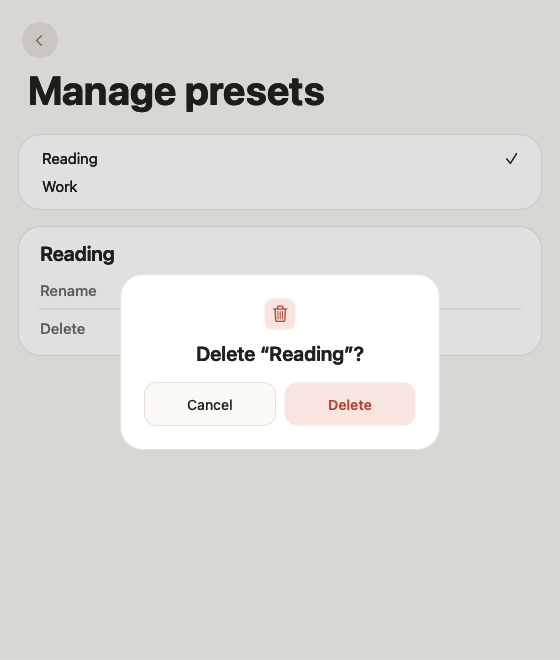 Manage presets
Reading
Work
Reading
Rename
Delete
Delete “Reading”?
Cancel
Delete